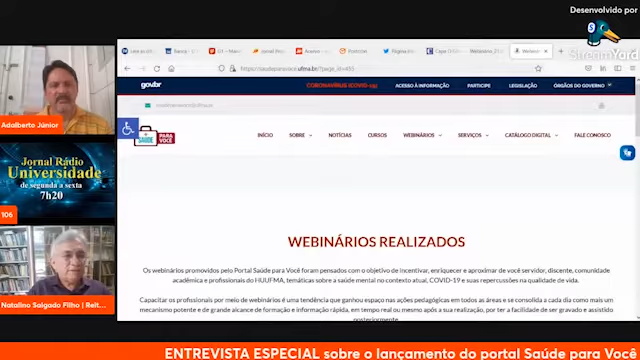 Desenvolvido por
StreamYard
Adalberto Júnior
Jornal Rádio
Universidade
de segunda a sexta
7h20
106
Natalino Salgado Filho | Reit...
gov.br
CORONAVÍRUS (COVID-19)
ACESSO À INFORMAÇÃO
PARTICIPE
LEGISLAÇÃO
ÓRGÃOS DO GOVERNO
SAÚDE PARA VOCÊ
INÍCIO
SOBRE
NOTÍCIAS
CURSOS
WEBINÁRIOS
SERVIÇOS
CATÁLOGO DIGITAL
FALE CONOSCO
WEBINÁRIOS REALIZADOS
Os webinários promovidos pelo Portal Saúde para Você foram pensados com o objetivo de incentivar, enriquecer e aproximar de você servidor, discente, comunidade
acadêmica e profissionais do HUUFMA, temáticas sobre a saúde mental no contexto atual, COVID-19 e suas repercussões na qualidade de vida.
Capacitar os profissionais por meio de webinários é uma tendência que ganhou espaço nas ações pedagógicas em todos as áreas e se consolida a cada dia como mais um
mecanismo potente e de grande alcance de formação e informação rápida, em tempo real ou mesmo após a sua realização, por ter a facilidade de ser gravado e assistido
posteriormente
ENTREVISTA ESPECIAL sobre o lançamento do portal Saúde para Você